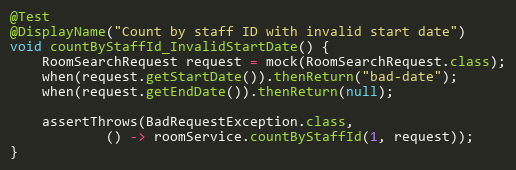 @Test
@DisplayName("Count by staff ID with invalid start date")
void countByStaffId_InvalidStartDate() {
    RoomSearchRequest request = mock(RoomSearchRequest.class);
    when(request.getStartDate()).thenReturn("bad-date");
    when(request.getEndDate()).thenReturn(null);

    assertThrows(BadRequestException.class,
            () -> roomService.countByStaffId(1, request));
}